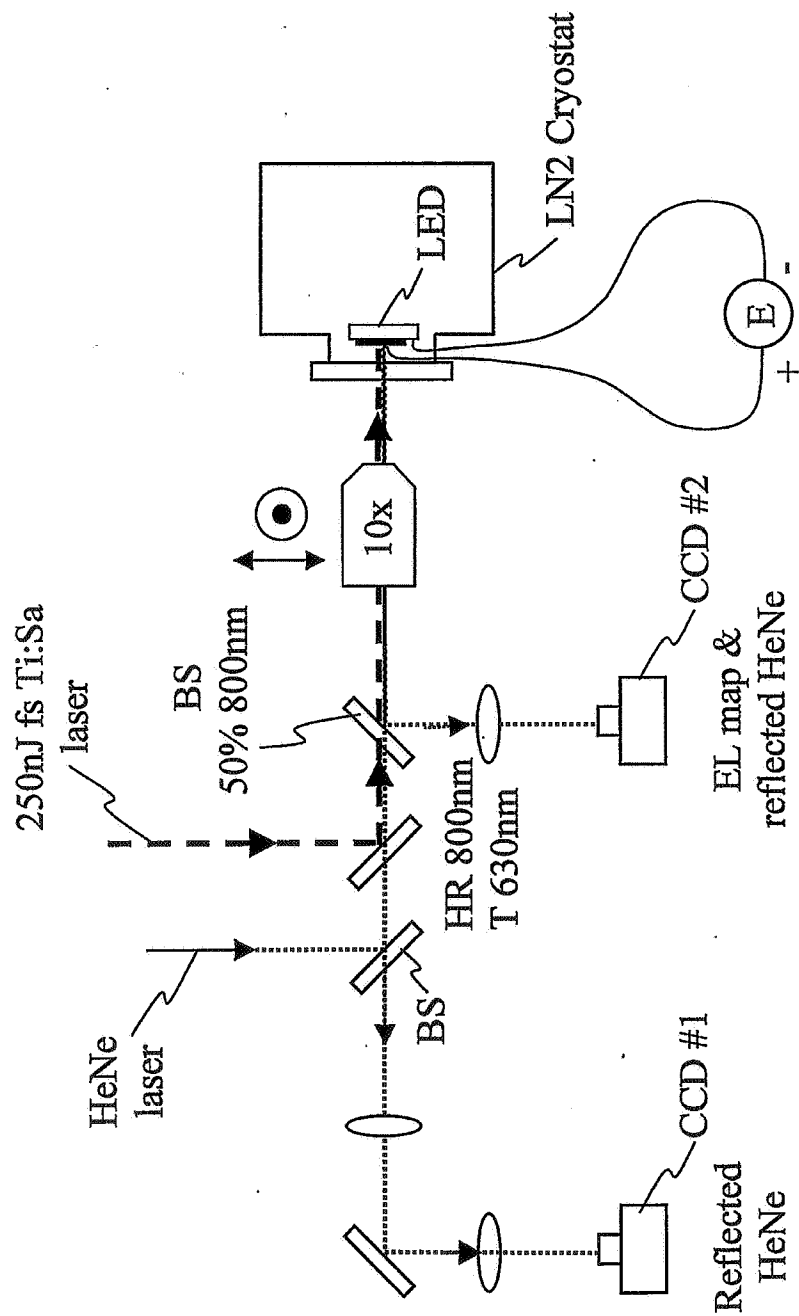 250nJ fs Ti:Sa
laser
HeNe
laser
BS
50% 800nm
10x
LED
LN2 Cryostat
HR 800nm
T 630nm
BS
E
+
-
CCD #1
Reflected
HeNe
CCD #2
EL map &
reflected HeNe